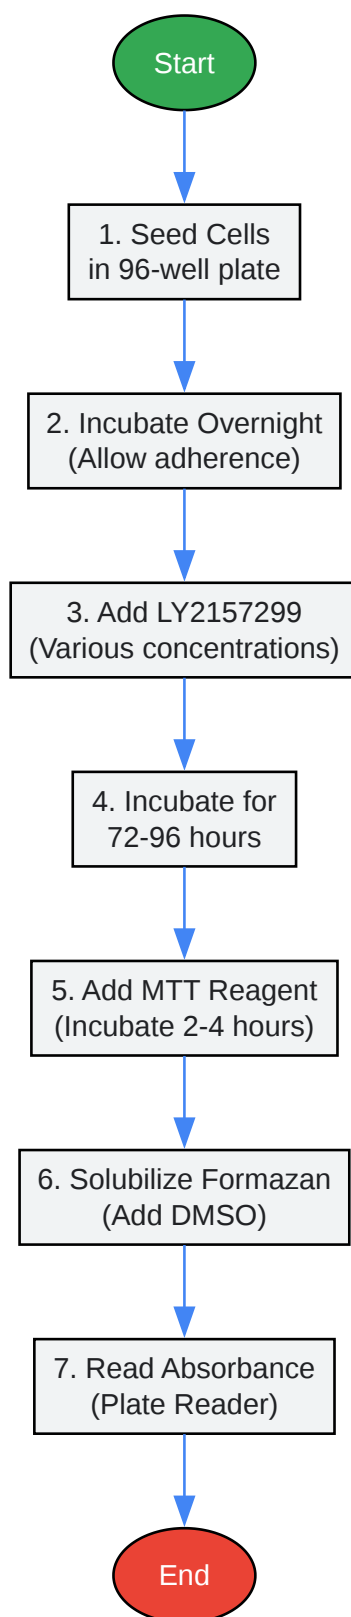 Start
1. Seed Cells
in 96-well plate
2. Incubate Overnight
(Allow adherence)
3. Add LY2157299
(Various concentrations)
4. Incubate for
72-96 hours
5. Add MTT Reagent
(Incubate 2-4 hours)
6. Solubilize Formazan
(Add DMSO)
7. Read Absorbance
(Plate Reader)
End